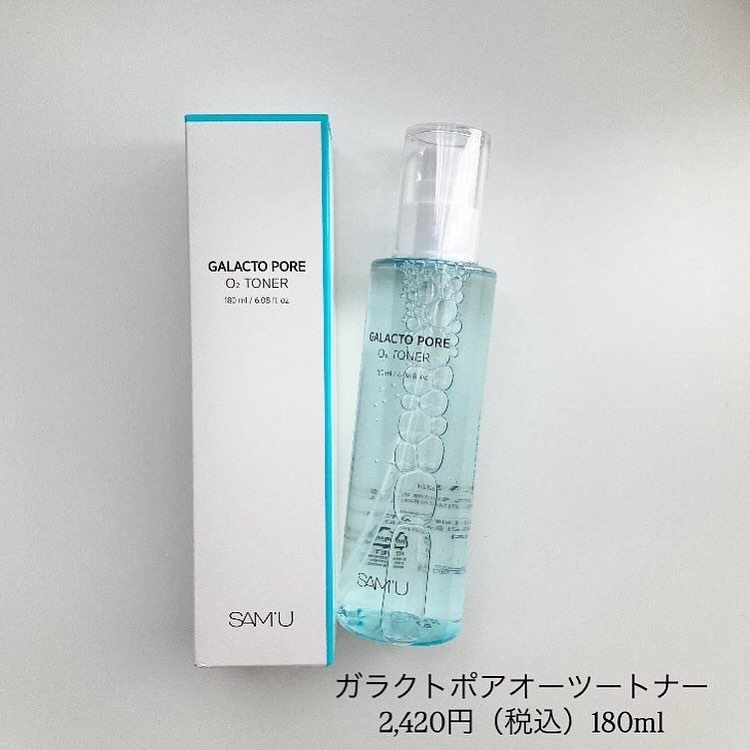 GALACTO PORE
O₂ TONER
180 ml / 6.08 fl oz.
SAM'U
GALACTO PORE
O₂ TONER
SAM'U
ガラクトポアオーツートナー
2,420円（税込）180ml